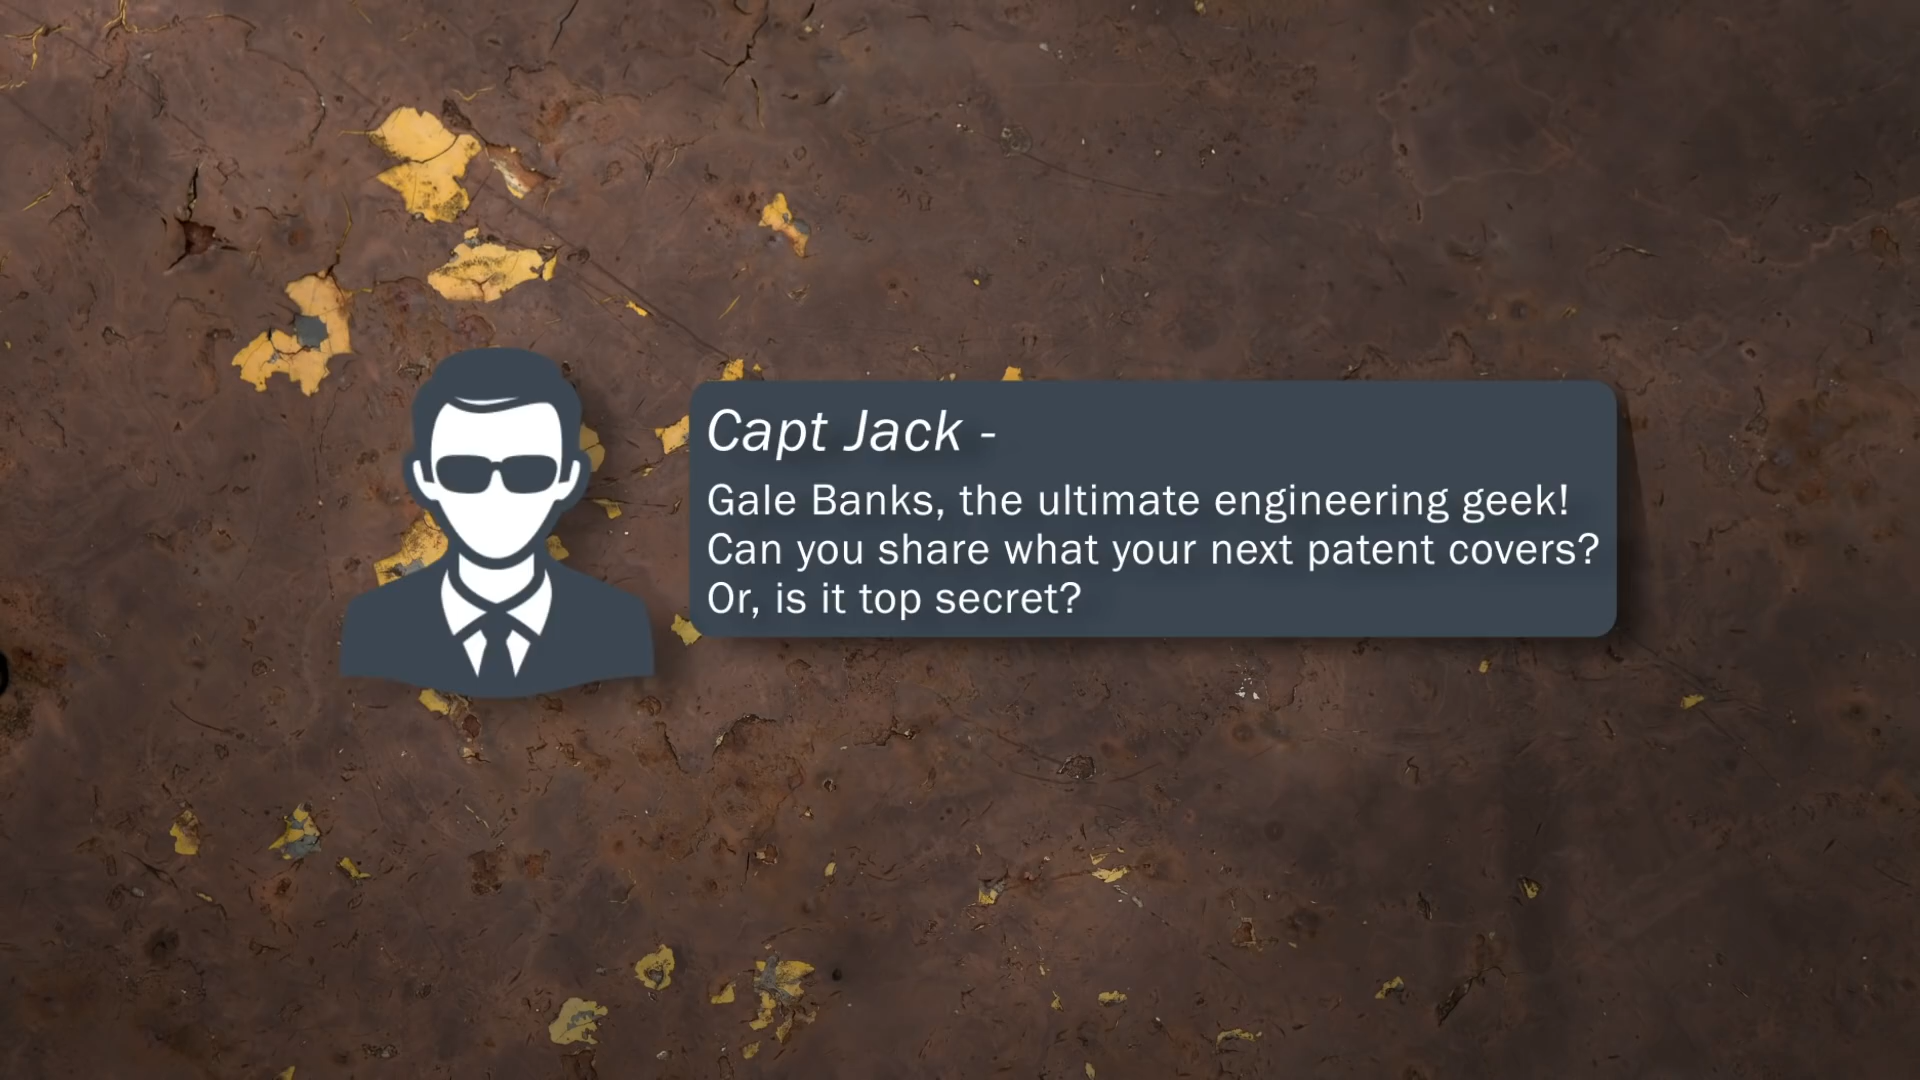 Capt Jack -
Gale Banks, the ultimate engineering geek!
Can you share what your next patent covers?
Or, is it top secret?